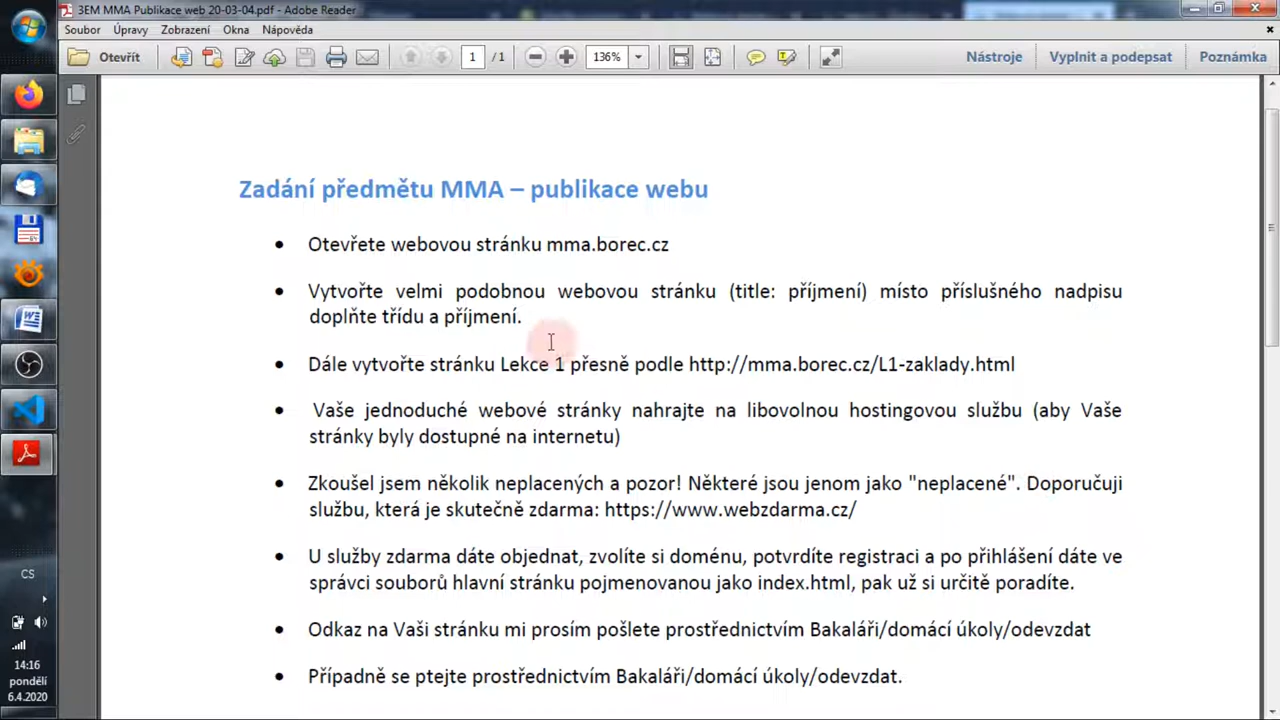 3EM MMA Publikace web 20-03-04.pdf - Adobe Reader
Soubor Úpravy Zobrazení Okna Nápověda
Otevřít 1 / 1 136% Nástroje Vyplnit a podepsat Poznámka
Zadání předmětu MMA – publikace webu
• Otevřete webovou stránku mma.borec.cz
• Vytvořte velmi podobnou webovou stránku (title: příjmení) místo příslušného nadpisu
doplňte třídu a příjmení.
• Dále vytvořte stránku Lekce 1 přesně podle http://mma.borec.cz/L1-zaklady.html
• Vaše jednoduché webové stránky nahrajte na libovolnou hostingovou službu (aby Vaše
stránky byly dostupné na internetu)
• Zkoušel jsem několik neplacených a pozor! Některé jsou jenom jako "neplacené". Doporučuji
službu, která je skutečně zdarma: https://www.webzdarma.cz/
• U služby zdarma dáte objednat, zvolíte si doménu, potvrdíte registraci a po přihlášení dáte ve
správci souborů hlavní stránku pojmenovanou jako index.html, pak už si určitě poradíte.
• Odkaz na Vaši stránku mi prosím pošlete prostřednictvím Bakaláři/domácí úkoly/odevzdat
• Případně se ptejte prostřednictvím Bakaláři/domácí úkoly/odevzdat.
CS
14:16
pondělí
6.4.2020